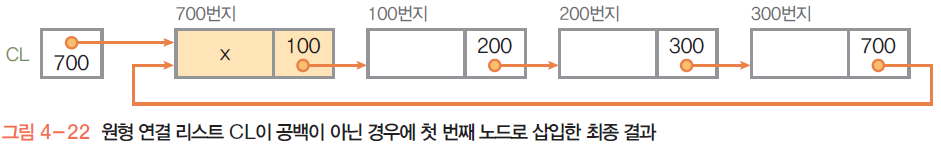 700번지 100번지 200번지 300번지
CL 700 x 100 200 300 700
그림 4-22 원형 연결 리스트 CL이 공백이 아닌 경우에 첫 번째 노드로 삽입한 최종 결과